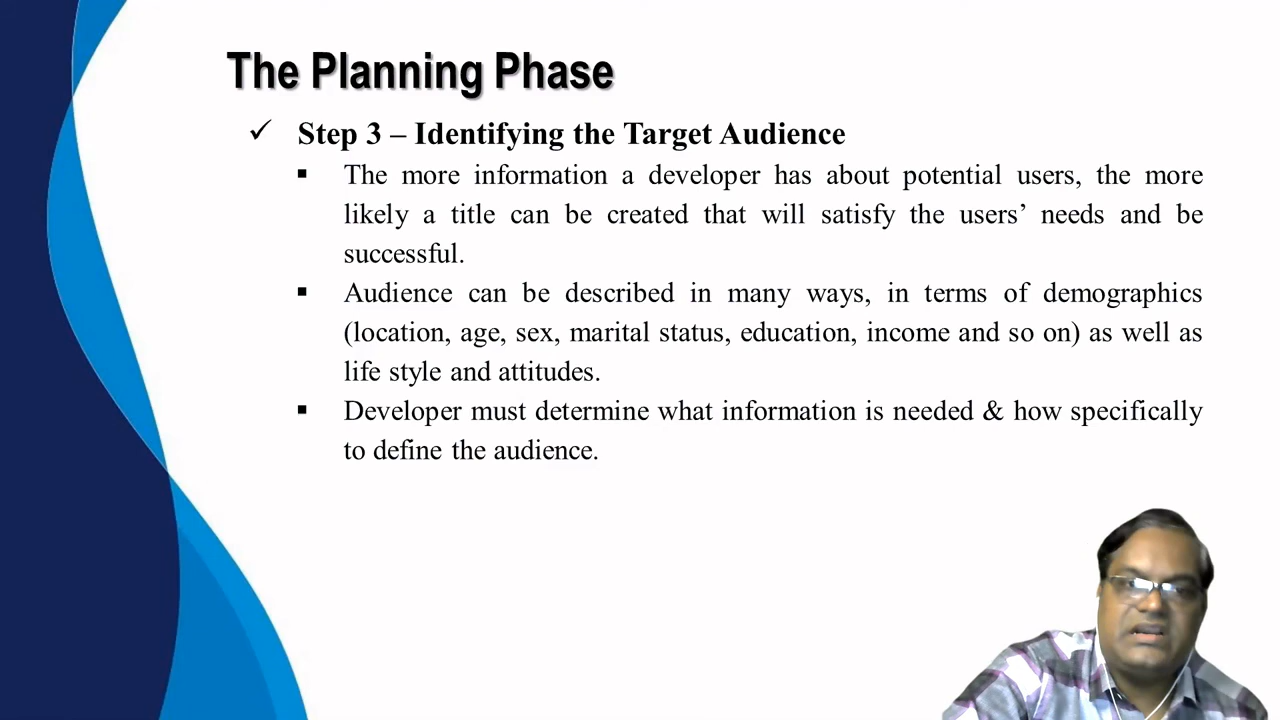 The Planning Phase
✓ Step 3 – Identifying the Target Audience
▪ The more information a developer has about potential users, the more
likely a title can be created that will satisfy the users’ needs and be
successful.
▪ Audience can be described in many ways, in terms of demographics
(location, age, sex, marital status, education, income and so on) as well as
life style and attitudes.
▪ Developer must determine what information is needed & how specifically
to define the audience.